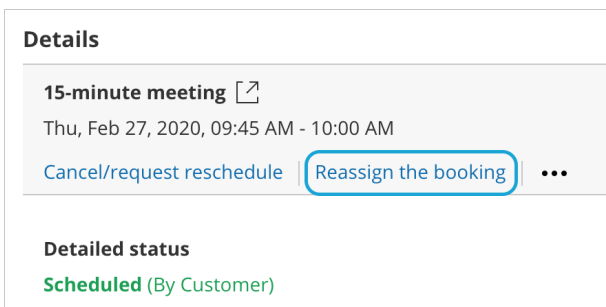 Details
15-minute meeting
Thu, Feb 27, 2020, 09:45 AM - 10:00 AM
Cancel/request reschedule | Reassign the booking | •••
Detailed status
Scheduled (By Customer)